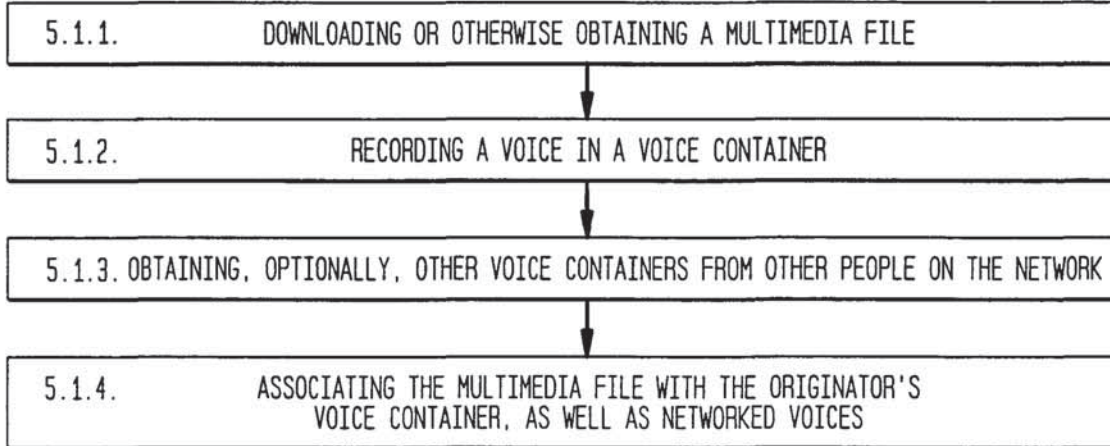 5.1.1. DOWNLOADING OR OTHERWISE OBTAINING A MULTIMEDIA FILE
5.1.2. RECORDING A VOICE IN A VOICE CONTAINER
5.1.3. OBTAINING, OPTIONALLY, OTHER VOICE CONTAINERS FROM OTHER PEOPLE ON THE NETWORK
5.1.4. ASSOCIATING THE MULTIMEDIA FILE WITH THE ORIGINATOR'S
VOICE CONTAINER, AS WELL AS NETWORKED VOICES